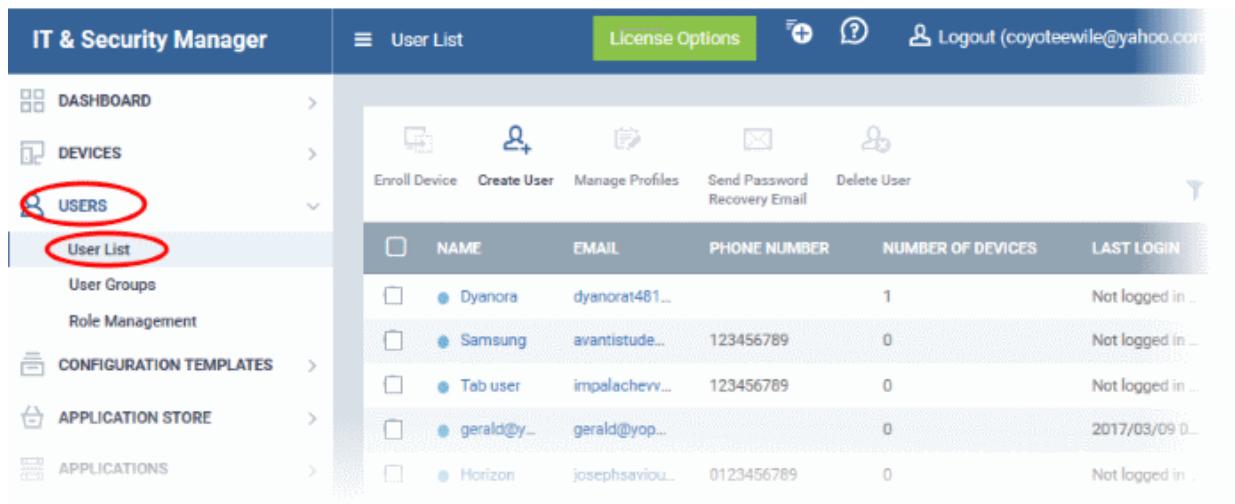 IT & Security Manager
User List
License Options
Logout (coyoteewile@yahoo.com
DASHBOARD
DEVICES
USERS
User List
User Groups
Role Management
CONFIGURATION TEMPLATES
APPLICATION STORE
APPLICATIONS
Enroll Device
Create User
Manage Profiles
Send Password
Recovery Email
Delete User
NAME EMAIL PHONE NUMBER NUMBER OF DEVICES LAST LOGIN
Dyanora dyanorat481... 1 Not logged in ...
Samsung avantistude... 123456789 0 Not logged in ...
Tab user impalachevv... 123456789 0 Not logged in ...
gerald@y... gerald@yop... 0 2017/03/09 0...
Horizon josephsaviou... 0123456789 0 Not logged in ...